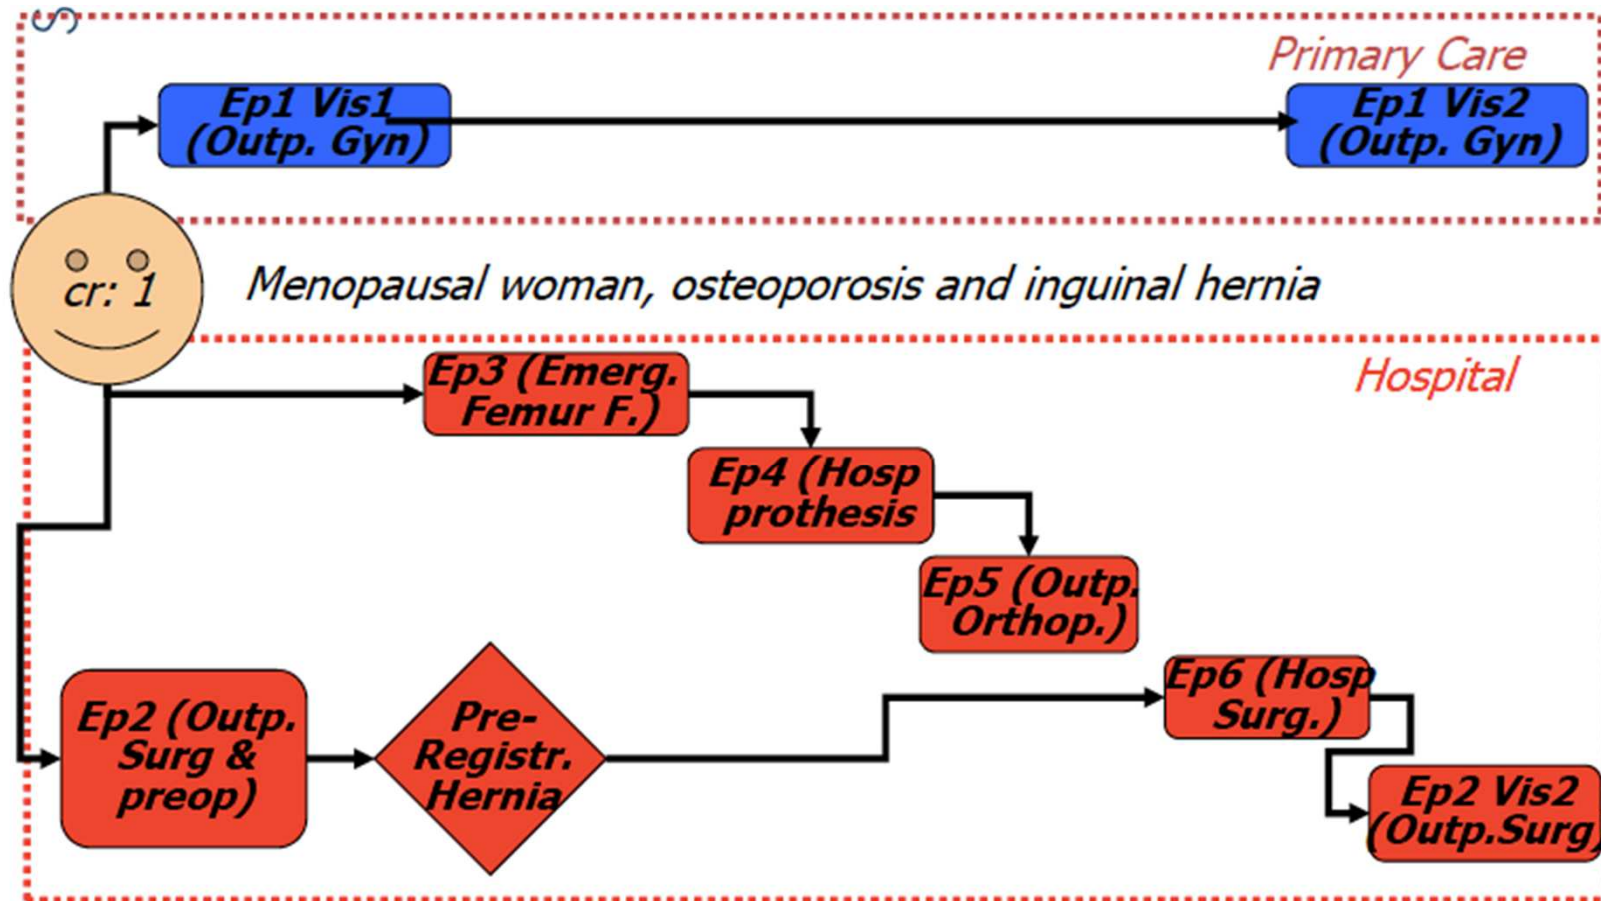 Primary Care
Ep1 Vis1
(Outp. Gyn)
Ep1 Vis2
(Outp. Gyn)
cr: 1
Menopausal woman, osteoporosis and inguinal hernia
Hospital
Ep3 (Emerg.
Femur F.)
Ep4 (Hosp
prothesis
Ep5 (Outp.
Orthop.)
Ep2 (Outp.
Surg &
preop)
Pre-
Registr.
Hernia
Ep6 (Hosp
Surg.)
Ep2 Vis2
(Outp.Surg)